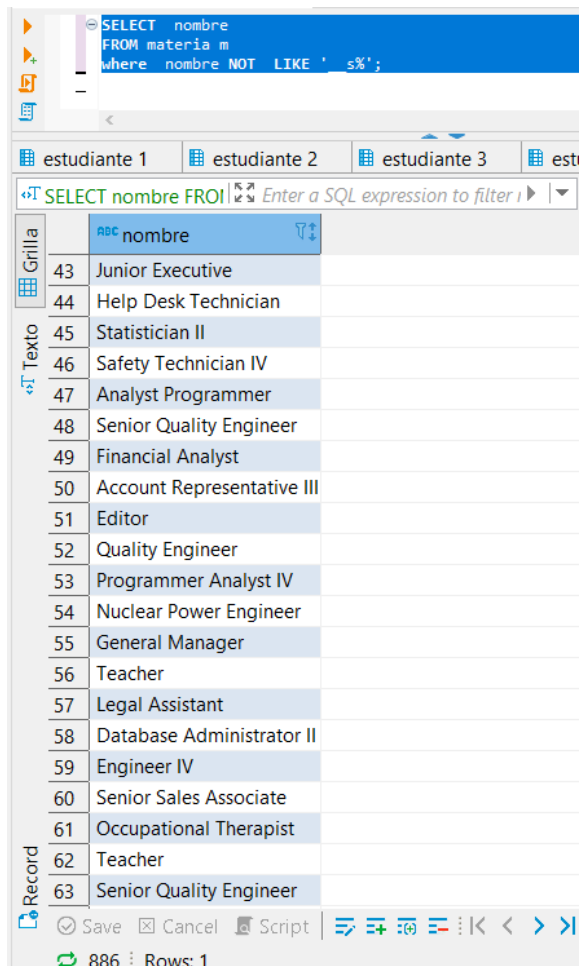 SELECT nombre
FROM materia m
where nombre NOT LIKE '__s%';
estudiante 1 estudiante 2 estudiante 3 est
SELECT nombre FROI Enter a SQL expression to filter r
Grilla
Texto
Record
ABC nombre
43 Junior Executive
44 Help Desk Technician
45 Statistician II
46 Safety Technician IV
47 Analyst Programmer
48 Senior Quality Engineer
49 Financial Analyst
50 Account Representative III
51 Editor
52 Quality Engineer
53 Programmer Analyst IV
54 Nuclear Power Engineer
55 General Manager
56 Teacher
57 Legal Assistant
58 Database Administrator II
59 Engineer IV
60 Senior Sales Associate
61 Occupational Therapist
62 Teacher
63 Senior Quality Engineer
Save Cancel Script
886 Rows: 1